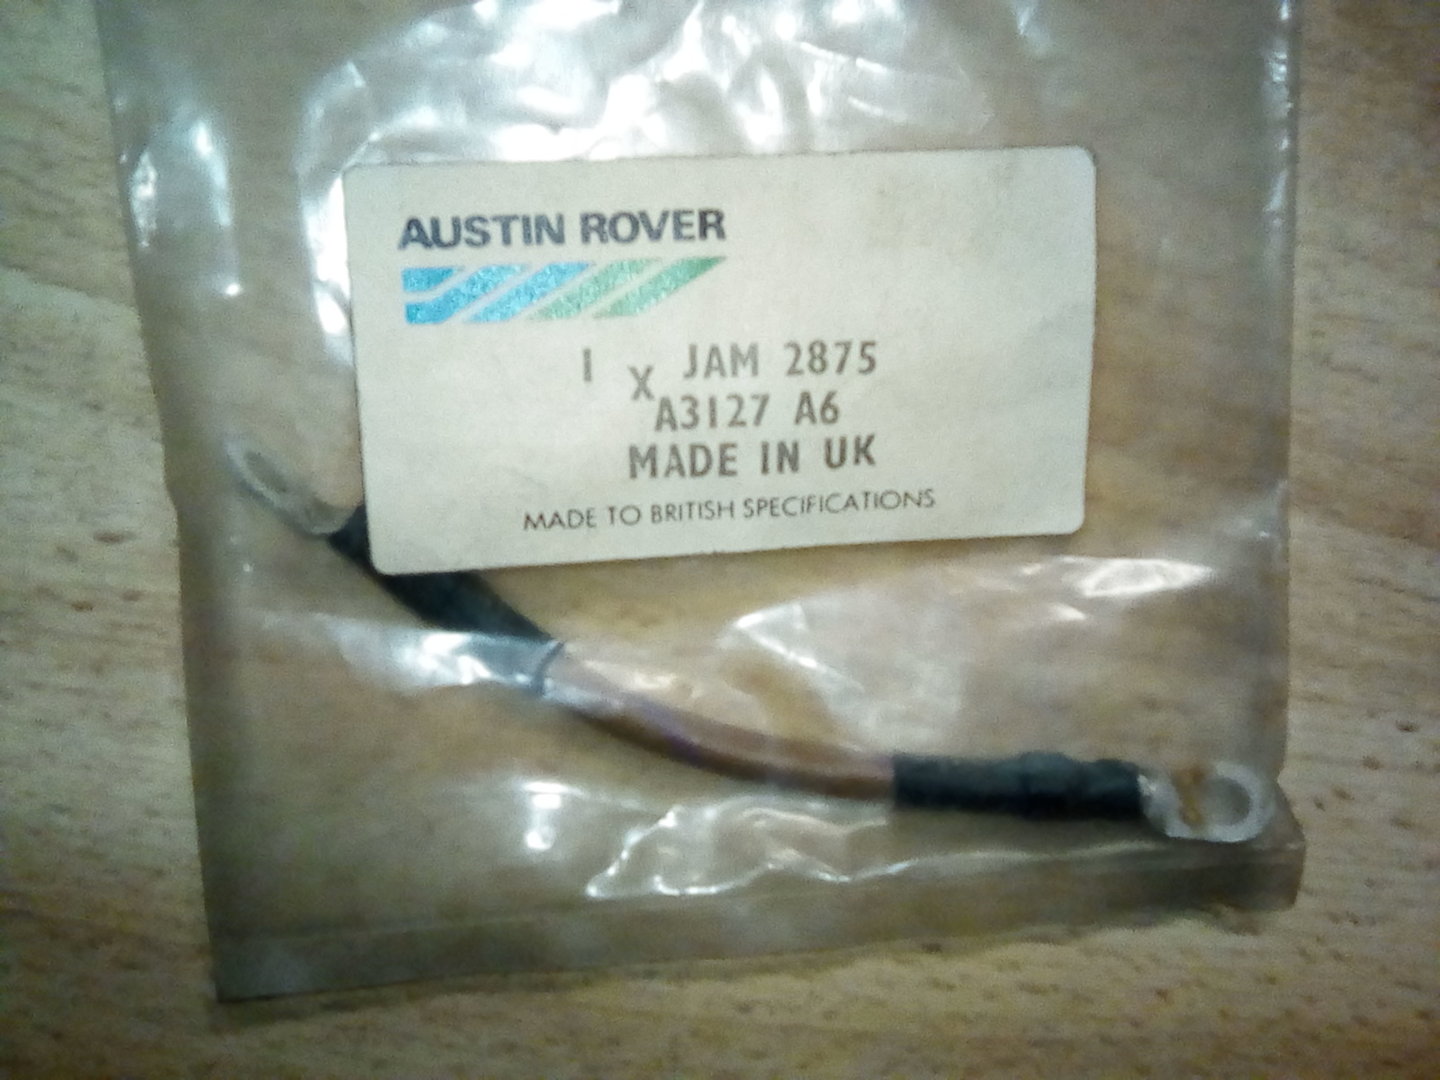 AUSTIN ROVER
1 X JAM 2875
A3127 A6
MADE IN UK
MADE TO BRITISH SPECIFICATIONS